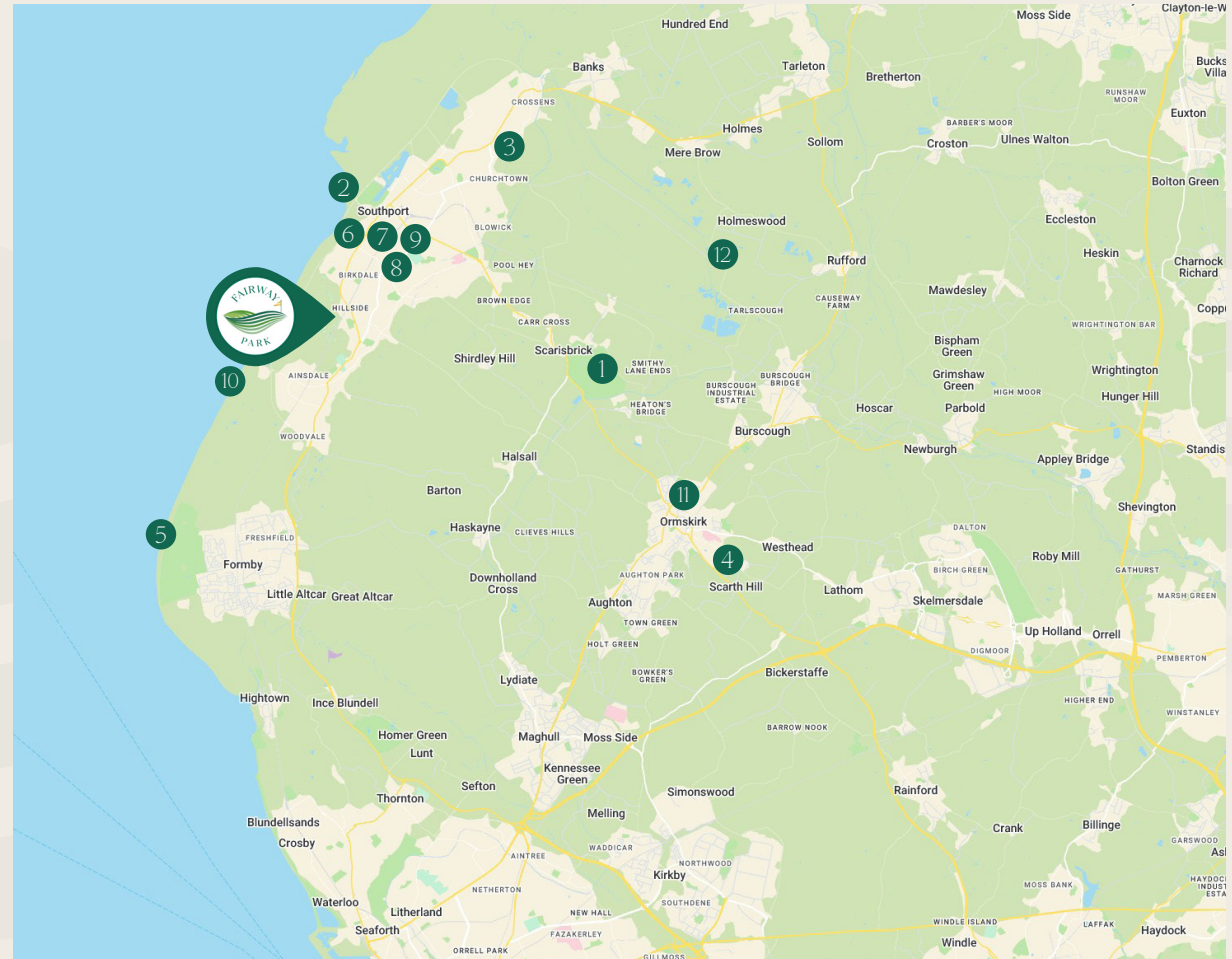 Hundred End
Moss Side
Clayton-le-W
Banks
Tarleton
Bretherton
Bucks
Villa
CROSSENS
RUNSHAW
MOOR
Euxton
Holmes
BARBER'S MOOR
3
Mere Brow
Sollom
Croston
Ulnes Walton
CHURCHTOWN
Bolton Green
2
Southport
Holmeswood
Eccleston
6
7
9
BLOWICK
12
Heskin
8
BIRKDALE
POOL HEY
Rufford
Charnock
Richard
FAIRWAY
PARK
HILLSIDE
BROWN EDGE
CARR CROSS
TARLSCOUGH
CAUSEWAY
FARM
Mawdesley
Coppu
WRIGHTINGTON BAR
Shirdley Hill
Scarisbrick
1
SMITHY
LANE ENDS
Bispham
Green
10
AINSDALE
BURSCOUGH
INDUSTRIAL
ESTATE
BURSCOUGH
BRIDGE
Grimshaw
Green
Wrightington
HIGH MOOR
Hunger Hill
HEATON'S
BRIDGE
Hoscar
Parbold
WOODVALE
Burscough
Newburgh
Appley Bridge
Standis
Halsall
Barton
11
Shevington
5
Haskayne
CLIEVES HILLS
Ormskirk
DALTON
FRESHFIELD
4
Westhead
Roby Mill
Formby
AUGHTON PARK
BIRCH GREEN
GATHURST
Downholland
Cross
Scarth Hill
Lathom
MARSH GREEN
Little Altcar
Great Altcar
Aughton
Skelmersdale
TOWN GREEN
Up Holland
Orrell
HOLT GREEN
DIGMOOR
PEMBERTON
Lydiate
BOWKER'S
GREEN
Bickerstaffe
Hightown
Ince Blundell
HIGHER END
WINSTANLEY
Homer Green
Maghull
Moss Side
BARROW NOOK
Lunt
Kennessee
Green
Sefton
Simonswood
Rainford
Thornton
Melling
Blundellsands
Crosby
Crank
Billinge
GARSWOOD
AINTREE
WADDICAR
NORTHWOOD
Ash
Kirkby
NETHERTON
MOSS BANK
HAYDOCK
INDUST
ESTA
Waterloo
Litherland
SOUTHDENE
NEW HALL
Seaforth
FAZAKERLEY
WINDLE ISLAND
LAFFAK
Haydock
ORRELL PARK
GILLMOSS
Windle